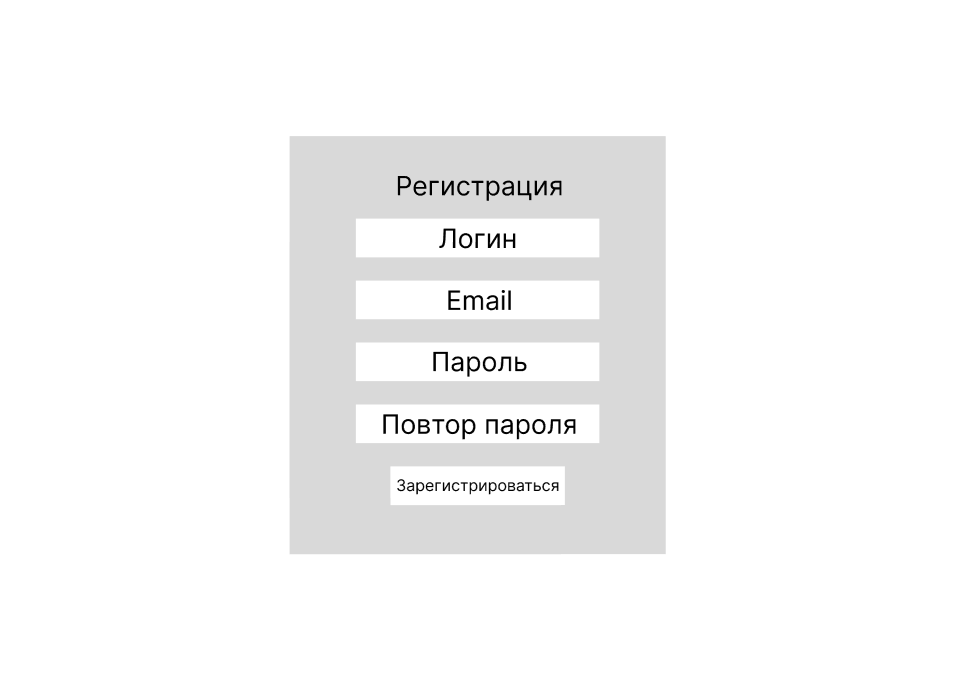 Регистрация
Логин
Email
Пароль
Повтор пароля
Зарегистрироваться